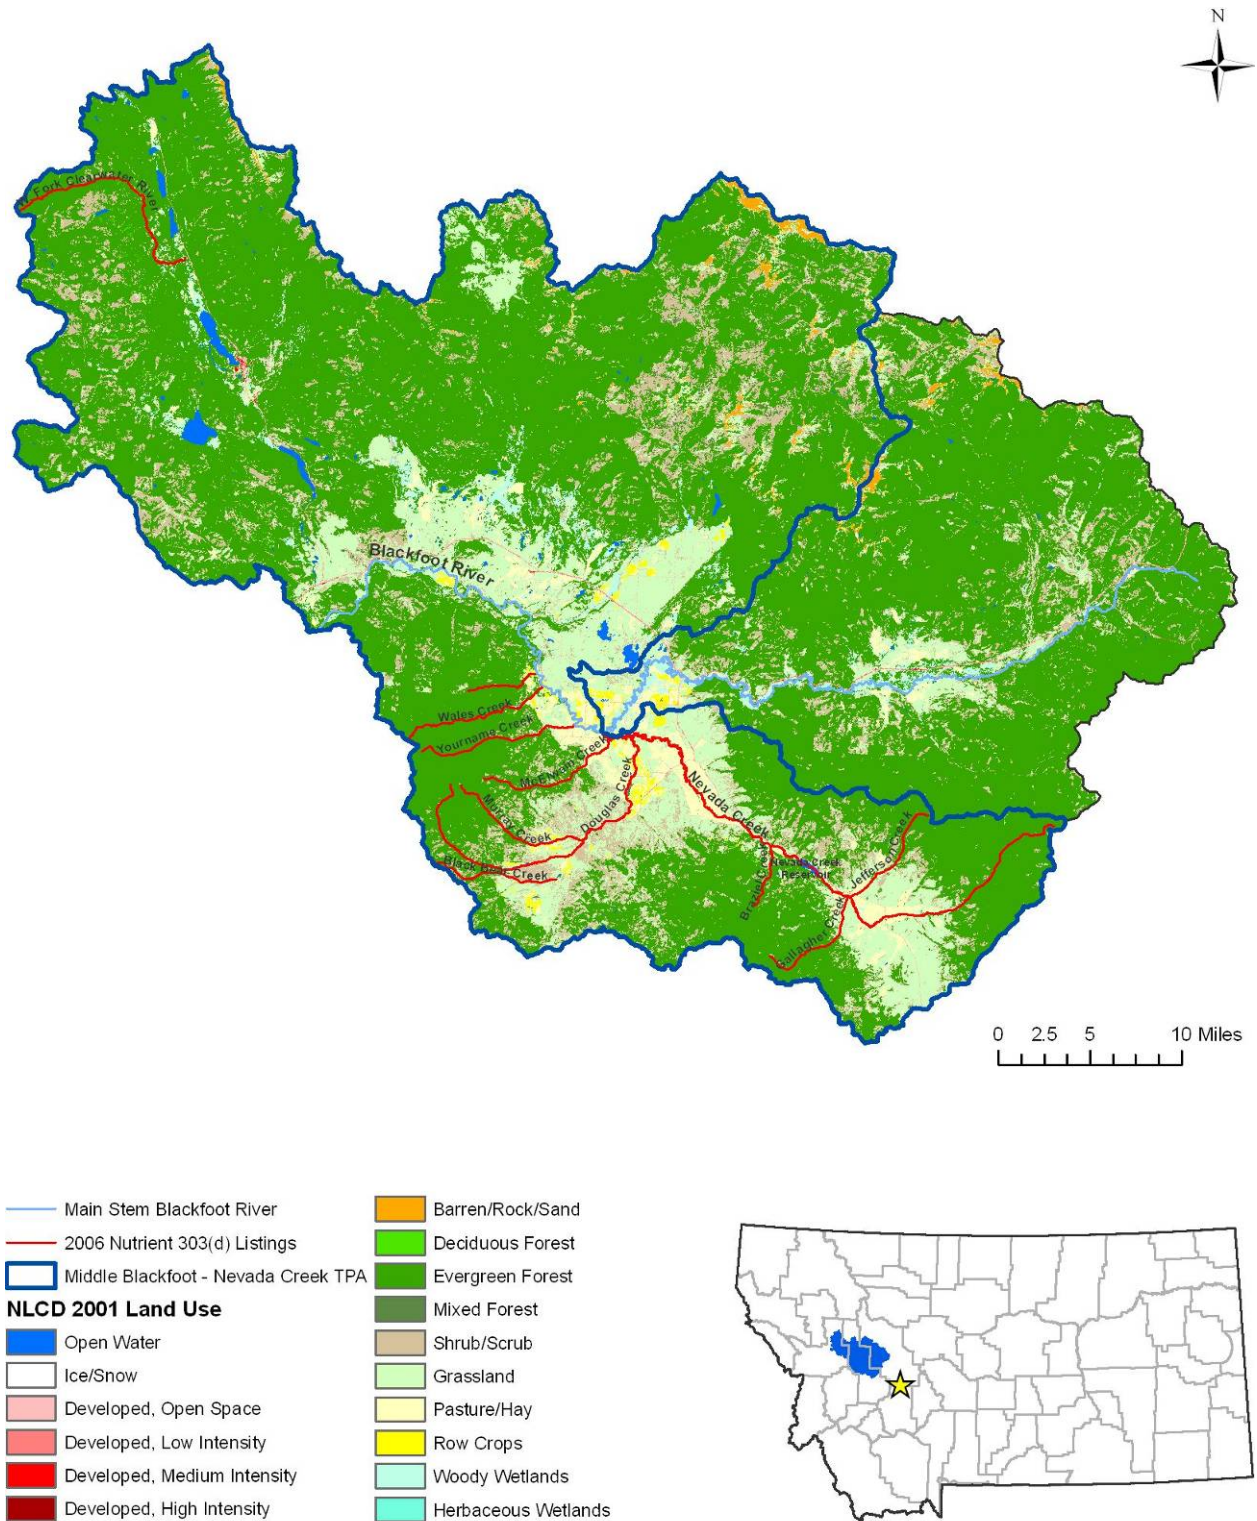 N
W. Fork Clearwater River
Blackfoot River
Wales Creek
Yourname Creek
McElwain Creek
Murray Creek
Douglas Creek
Black Bear Creek
Nevada Creek
Nevada Creek
Reservoir
Brazil Creek
Jefferson Creek
Gallagher Creek
0 2.5 5 10 Miles
Main Stem Blackfoot River
2006 Nutrient 303(d) Listings
Middle Blackfoot - Nevada Creek TPA
NLCD 2001 Land Use
Open Water
Ice/Snow
Developed, Open Space
Developed, Low Intensity
Developed, Medium Intensity
Developed, High Intensity
Barren/Rock/Sand
Deciduous Forest
Evergreen Forest
Mixed Forest
Shrub/Scrub
Grassland
Pasture/Hay
Row Crops
Woody Wetlands
Herbaceous Wetlands